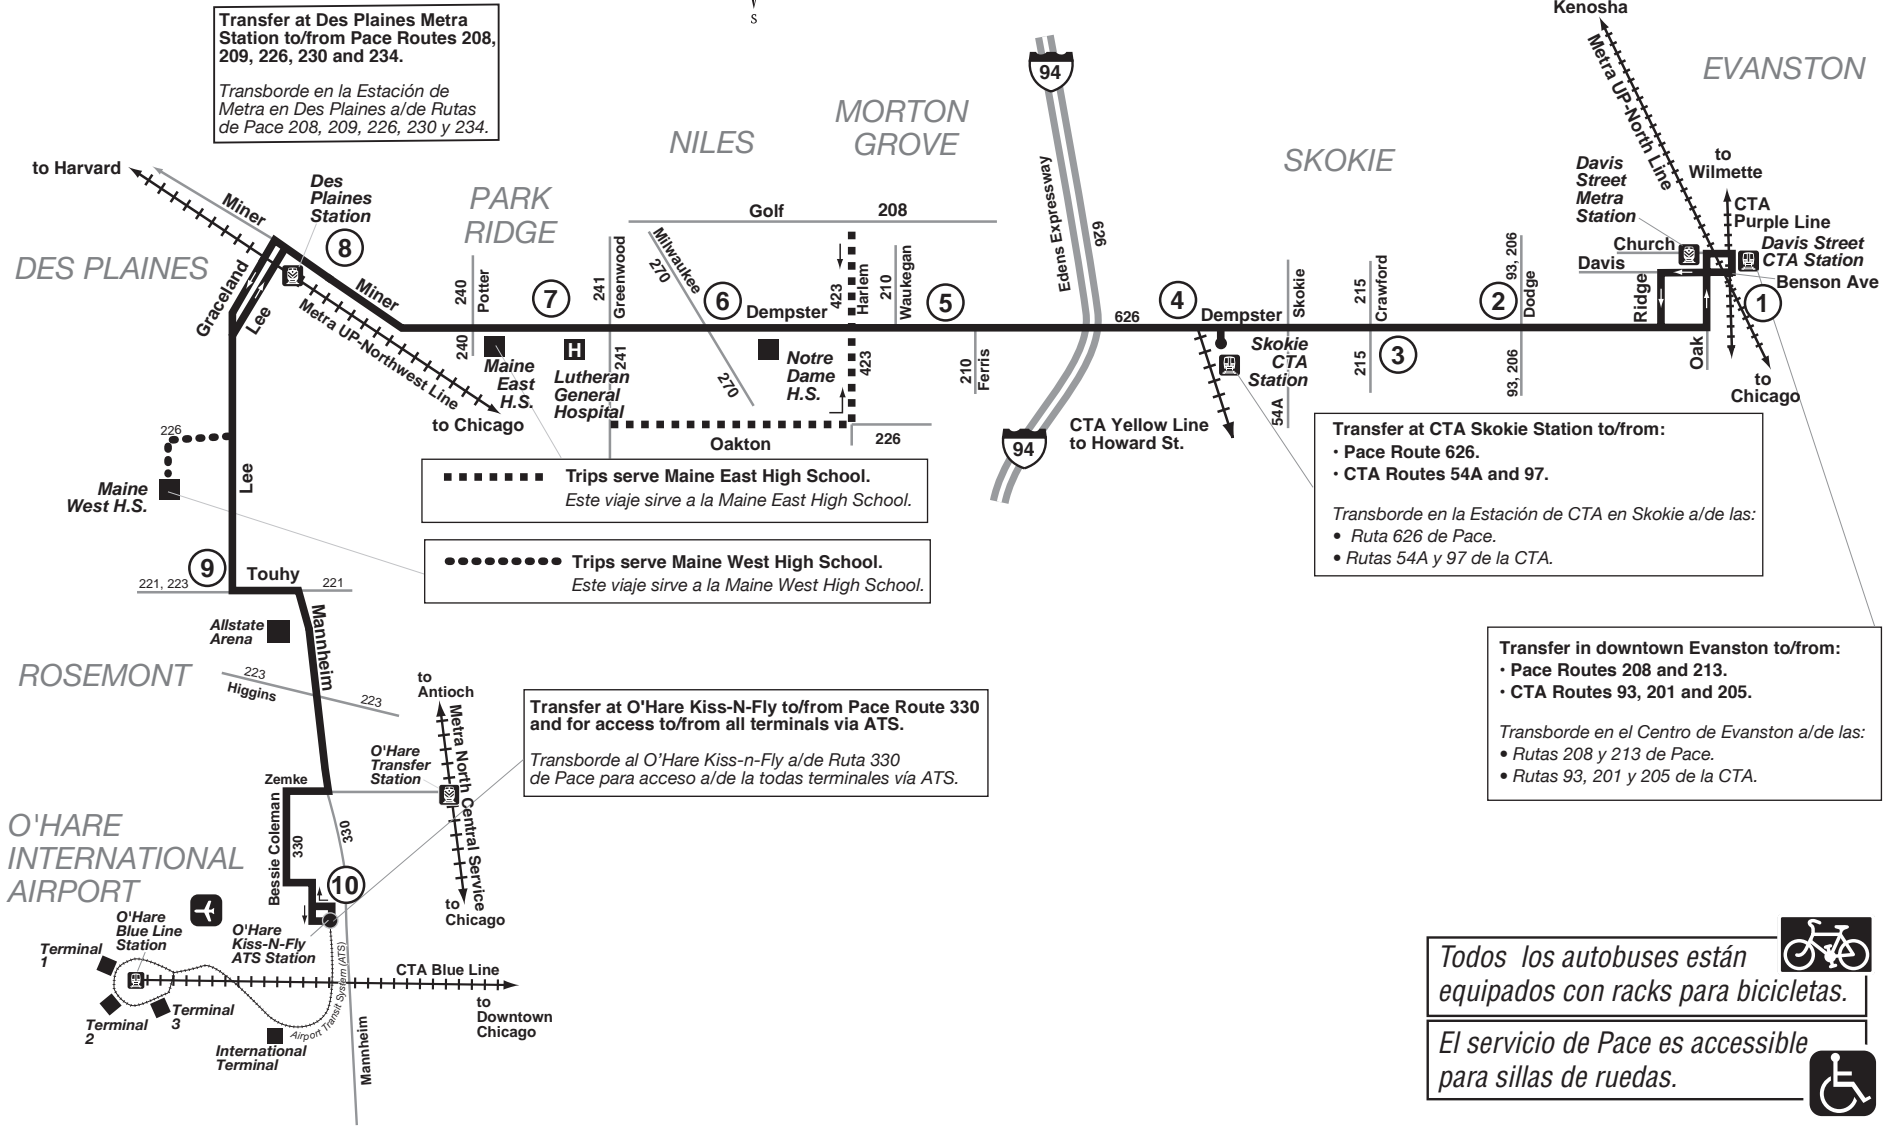 Transfer at Des Plaines Metra
Station to/from Pace Routes 208,
209, 226, 230 and 234.
Transborde en la Estación de
Metra en Des Plaines a/de Rutas
de Pace 208, 209, 226, 230 y 234.
S
94
Kenosha
Metra UP-North Line
EVANSTON
MORTON
GROVE
NILES
SKOKIE
to Harvard
Miner
Des
Plaines
Station
8
PARK
RIDGE
Golf
208
Edens Expressway
626
Davis
Street
Metra
Station
to
Wilmette
CTA
Purple Line
Davis Street
CTA Station
Church
Davis
Benson Ave
DES PLAINES
Graceland
Lee
Miner
Metra UP-Northwest Line
to Chicago
240
Potter
240
7
241
Greenwood
241
Milwaukee
270
270
6
Dempster
423
Harlem
423
210
Waukegan
5
210
Ferris
626
4
Dempster
Skokie
215
Crawford
215
3
2
93, 206
Dodge
93, 206
Ridge
Oak
1
to
Chicago
Maine
East
H.S.
H
Lutheran
General
Hospital
Notre
Dame
H.S.
Oakton
226
94
CTA Yellow Line
to Howard St.
Skokie
CTA
Station
54A
226
Maine
West H.S.
Lee
Trips serve Maine East High School.
Este viaje sirve a la Maine East High School.
Trips serve Maine West High School.
Este viaje sirve a la Maine West High School.
Transfer at CTA Skokie Station to/from:
· Pace Route 626.
· CTA Routes 54A and 97.
Transborde en la Estación de CTA en Skokie a/de las:
• Ruta 626 de Pace.
• Rutas 54A y 97 de la CTA.
9
Touhy
221, 223
221
Mannheim
Allstate
Arena
ROSEMONT
223
Higgins
223
Transfer in downtown Evanston to/from:
· Pace Routes 208 and 213.
· CTA Routes 93, 201 and 205.
Transborde en el Centro de Evanston a/de las:
• Rutas 208 y 213 de Pace.
• Rutas 93, 201 y 205 de la CTA.
to
Antioch
Metra North Central Service
O'Hare
Transfer
Station
to
Chicago
Transfer at O'Hare Kiss-N-Fly to/from Pace Route 330
and for access to/from all terminals via ATS.
Transborde al O'Hare Kiss-n-Fly a/de Ruta 330
de Pace para acceso a/de la todas terminales vía ATS.
Zemke
Bessie Coleman
330
330
10
O'HARE
INTERNATIONAL
AIRPORT
O'Hare
Blue Line
Station
O'Hare
Kiss-N-Fly
ATS Station
Terminal
1
Terminal
2
Terminal
3
International
Terminal
Airport Transit System (ATS)
CTA Blue Line
to
Downtown
Chicago
Mannheim
Todos los autobuses están
equipados con racks para bicicletas.
El servicio de Pace es accessible
para sillas de ruedas.